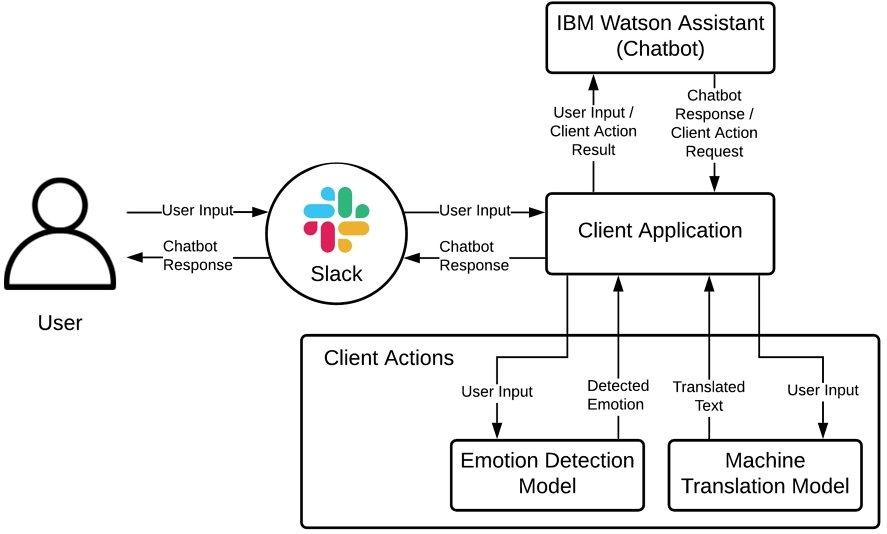 IBM Watson Assistant
(Chatbot)
User Input /
Client Action
Result
Chatbot
Response /
Client Action
Request
User Input
Chatbot
Response
Slack
User Input
Chatbot
Response
Client Application
User
Client Actions
User Input
Detected
Emotion
Translated
Text
User Input
Emotion Detection
Model
Machine
Translation Model